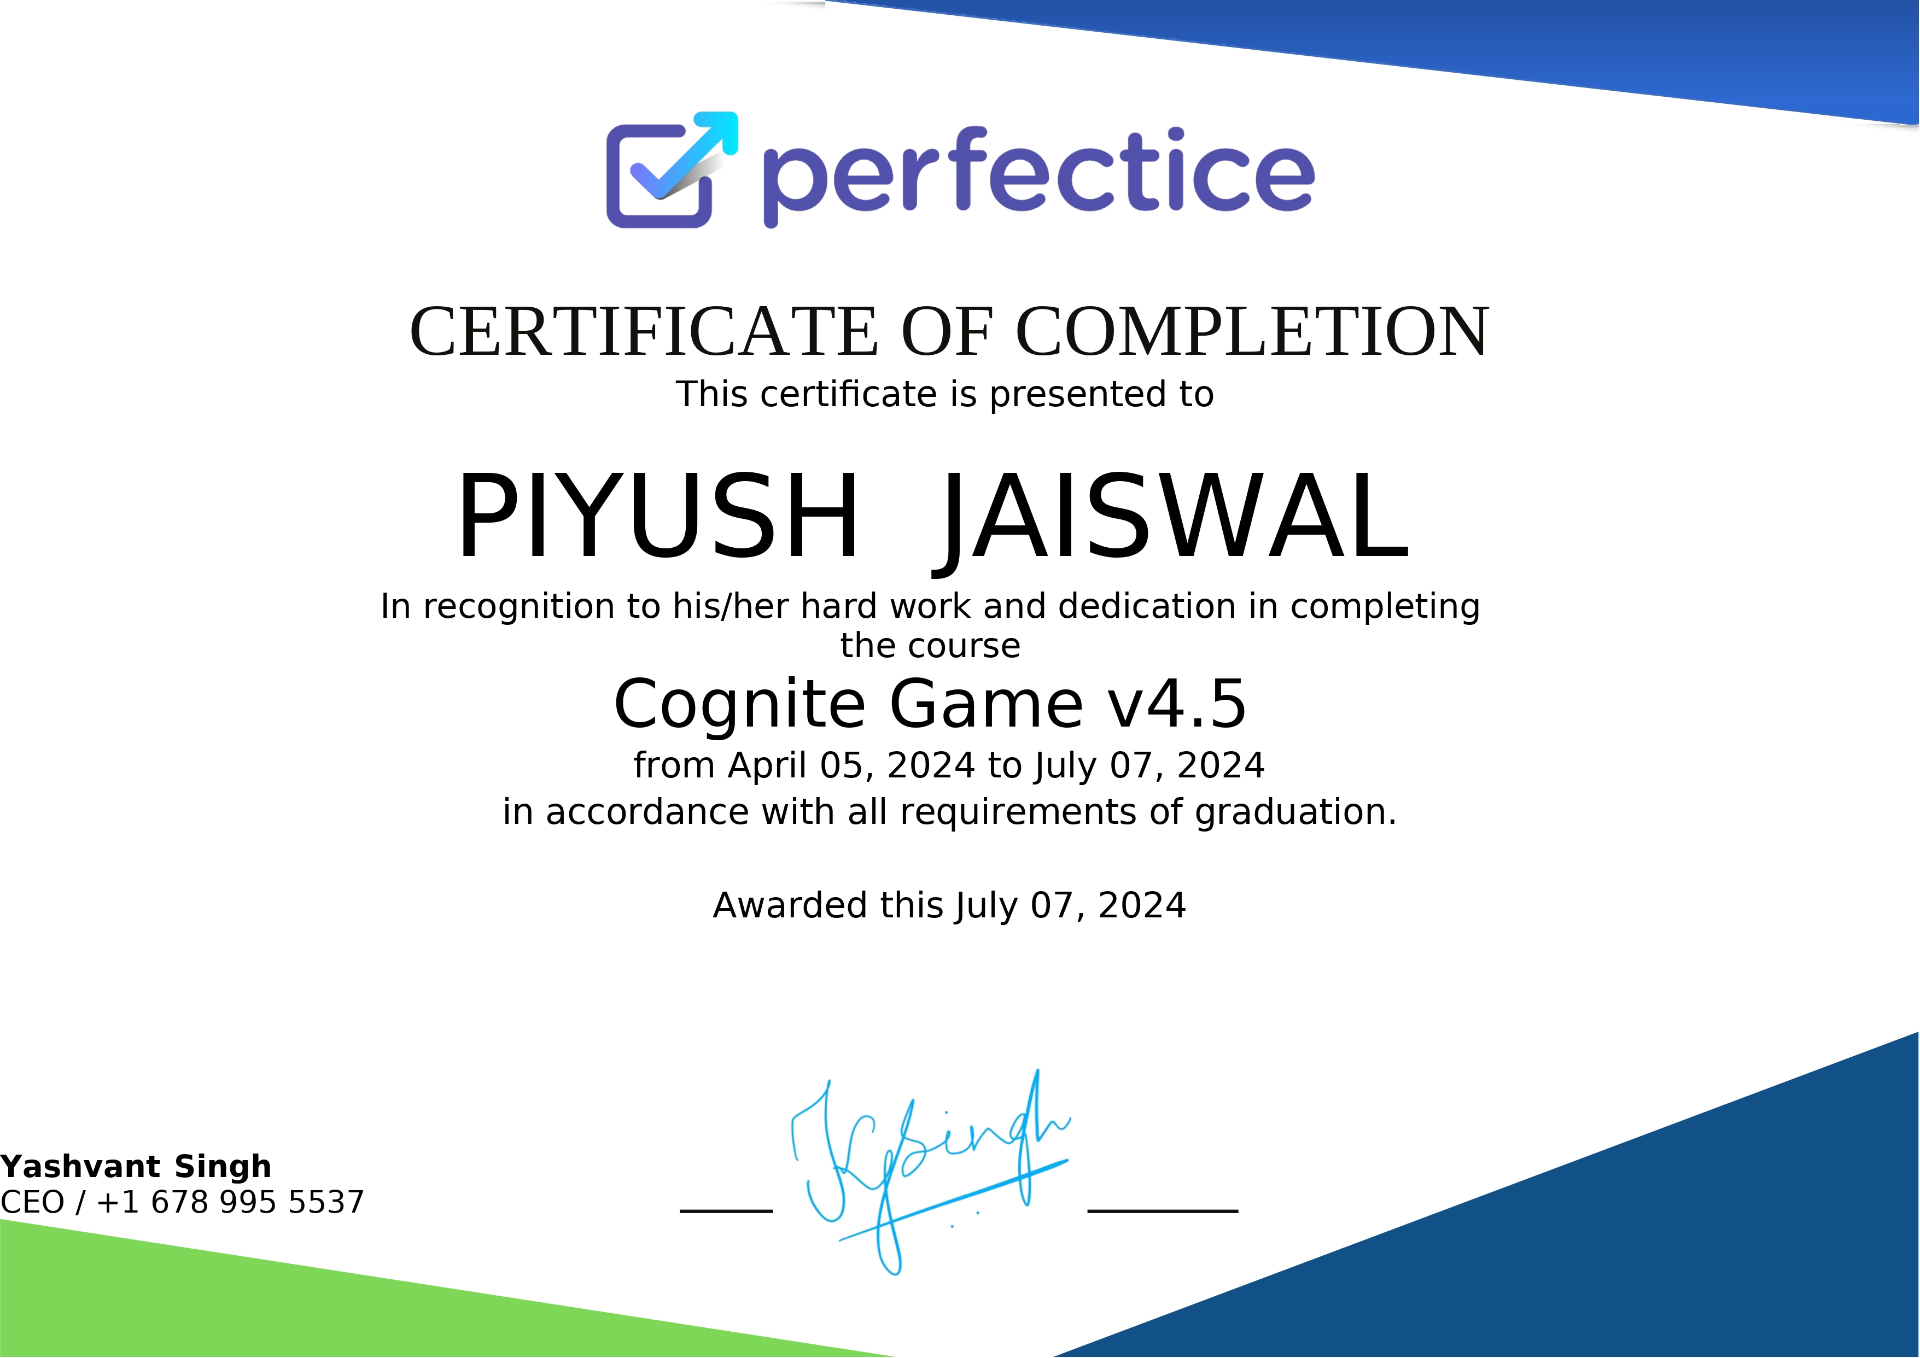 perfectice
CERTIFICATE OF COMPLETION
This certificate is presented to
PIYUSH JAISWAL
In recognition to his/her hard work and dedication in completing
the course
Cognite Game v4.5
from April 05, 2024 to July 07, 2024
in accordance with all requirements of graduation.
Awarded this July 07, 2024
Yashvant Singh
CEO / +1 678 995 5537